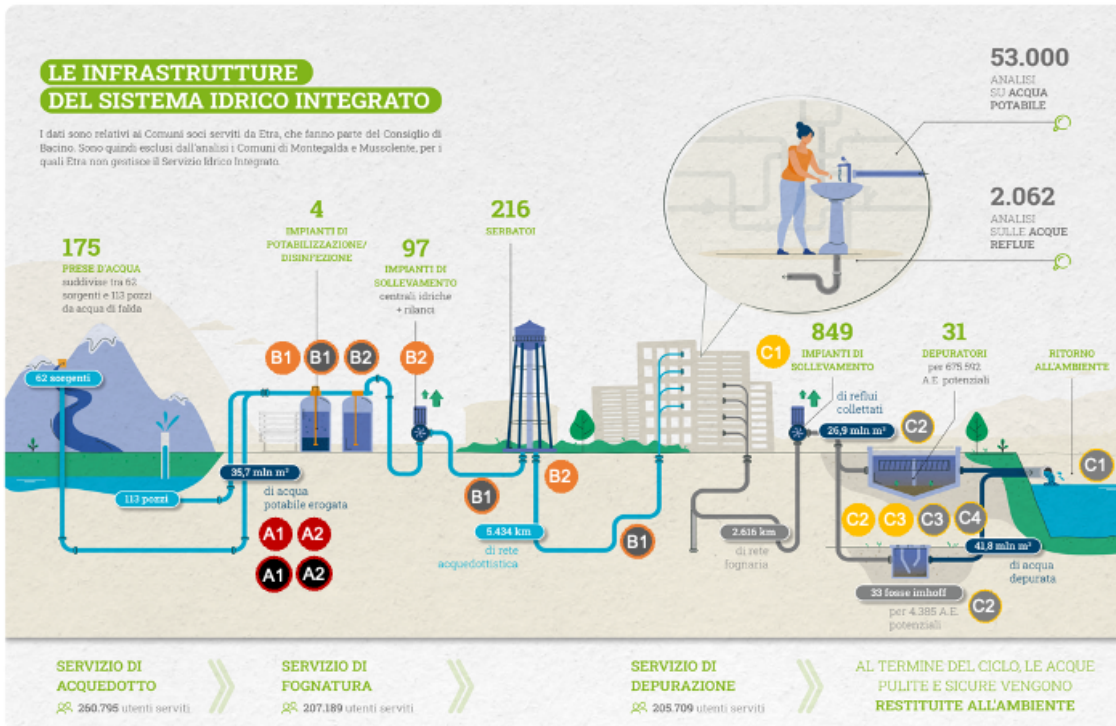 LE INFRASTRUTTURE
DEL SISTEMA IDRICO INTEGRATO
I dati sono relativi ai Comuni soci serviti da Etra, che fanno parte del Consiglio di
Bacino. Sono quindi esclusi dall'analisi i Comuni di Montegalda e Mussolente, per i
quali Etra non gestisce il Servizio Idrico Integrato.
53.000
ANALISI
SU ACQUA
POTABILE
2.062
ANALISI
SULLE ACQUE
REFLUE
175
PRESE D'ACQUA
suddivise tra 62
sorgenti e 113 pozzi
da acqua di falda
4
IMPIANTI DI
POTABILIZZAZIONE/
DISINFEZIONE
97
IMPIANTI DI
SOLLEVAMENTO
centrali idriche
+ rilanci
216
SERBATOI
849
IMPIANTI DI
SOLLEVAMENTO
di reflui
collettati
26,9 mln m³
31
DEPURATORI
per 675.592
A.E. potenziali
RITORNO
ALL'AMBIENTE
B1
B1
B2
B2
C1
C2
C1
62 sorgenti
113 pozzi
35,7 mln m³
di acqua
potabile erogata
A1
A2
A1
A2
B1
B2
5.434 km
di rete
acquedottistica
B1
2.616 km
di rete
fognaria
C2
C3
C3
C4
41,8 mln m³
di acqua
depurata
33 fosse imhoff
per 4.385 A.E.
potenziali
C2
SERVIZIO DI
ACQUEDOTTO
260.795 utenti serviti
SERVIZIO DI
FOGNATURA
207.189 utenti serviti
SERVIZIO DI
DEPURAZIONE
205.709 utenti serviti
AL TERMINE DEL CICLO, LE ACQUE
PULITE E SICURE VENGONO
RESTITUITE ALL'AMBIENTE